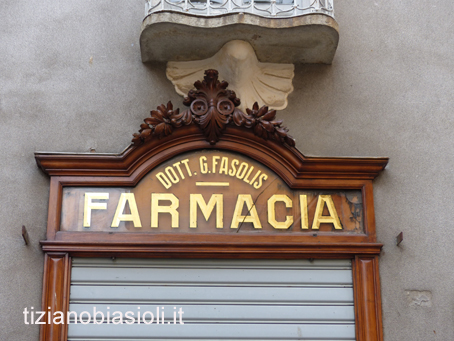 DOTT. G. FASOLIS
FARMACIA
tizianobiasioli.it